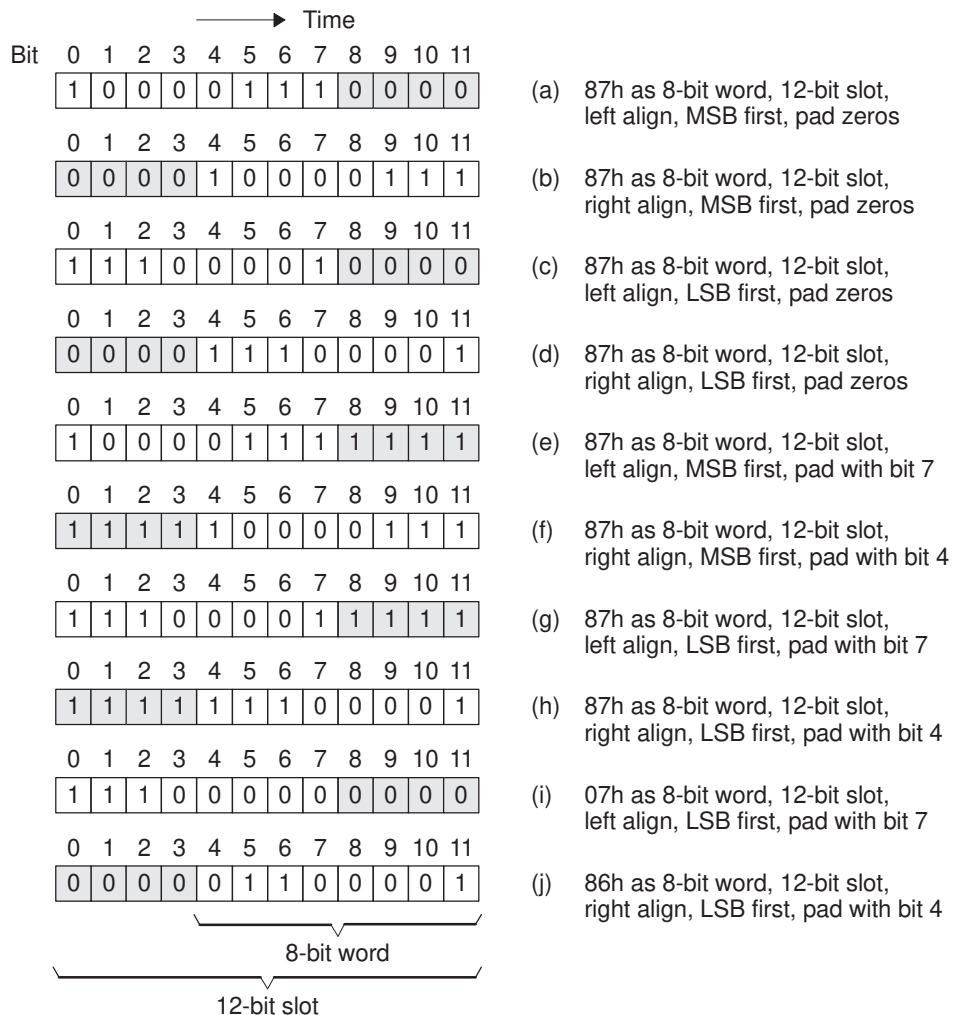 Time
Bit 0 1 2 3 4 5 6 7 8 9 10 11
1 0 0 0 0 1 1 1 0 0 0 0
(a) 87h as 8-bit word, 12-bit slot,
left align, MSB first, pad zeros
0 1 2 3 4 5 6 7 8 9 10 11
0 0 0 0 1 0 0 0 0 1 1 1
(b) 87h as 8-bit word, 12-bit slot,
right align, MSB first, pad zeros
0 1 2 3 4 5 6 7 8 9 10 11
1 1 1 0 0 0 0 1 0 0 0 0
(c) 87h as 8-bit word, 12-bit slot,
left align, LSB first, pad zeros
0 1 2 3 4 5 6 7 8 9 10 11
0 0 0 0 1 1 1 0 0 0 0 1
(d) 87h as 8-bit word, 12-bit slot,
right align, LSB first, pad zeros
0 1 2 3 4 5 6 7 8 9 10 11
1 0 0 0 0 1 1 1 1 1 1 1
(e) 87h as 8-bit word, 12-bit slot,
left align, MSB first, pad with bit 7
0 1 2 3 4 5 6 7 8 9 10 11
1 1 1 1 1 0 0 0 0 1 1 1
(f) 87h as 8-bit word, 12-bit slot,
right align, MSB first, pad with bit 4
0 1 2 3 4 5 6 7 8 9 10 11
1 1 1 0 0 0 0 1 1 1 1 1
(g) 87h as 8-bit word, 12-bit slot,
left align, LSB first, pad with bit 7
0 1 2 3 4 5 6 7 8 9 10 11
1 1 1 1 1 1 1 0 0 0 0 1
(h) 87h as 8-bit word, 12-bit slot,
right align, LSB first, pad with bit 4
0 1 2 3 4 5 6 7 8 9 10 11
1 1 1 0 0 0 0 0 0 0 0 0
(i) 07h as 8-bit word, 12-bit slot,
left align, LSB first, pad with bit 7
0 1 2 3 4 5 6 7 8 9 10 11
0 0 0 0 0 1 1 0 0 0 0 1
(j) 86h as 8-bit word, 12-bit slot,
right align, LSB first, pad with bit 4
8-bit word
12-bit slot